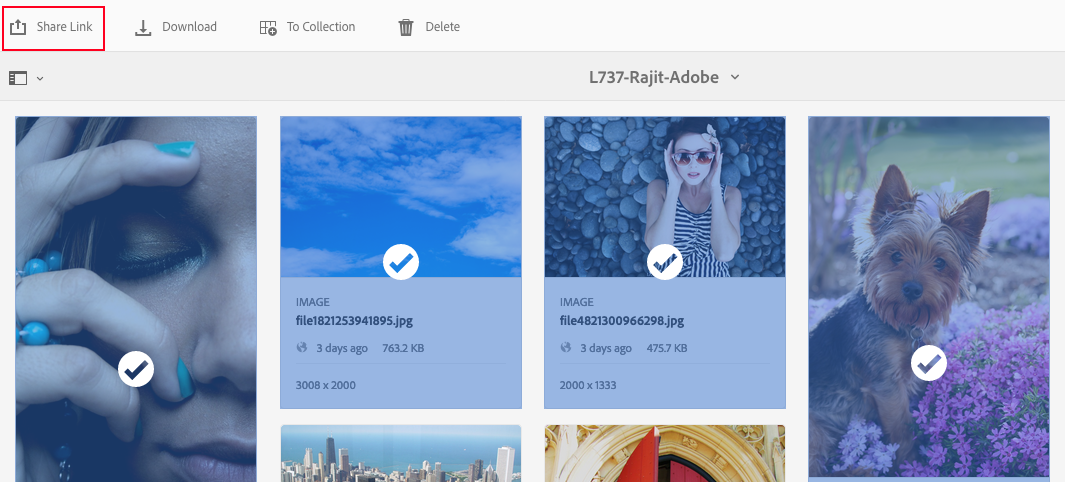 Share Link
Download
To Collection
Delete
L737-Rajit-Adobe
IMAGE
file1821253941895.jpg
3 days ago 763.2 KB
3008 x 2000
IMAGE
file4821300966298.jpg
3 days ago 475.7 KB
2000 x 1333